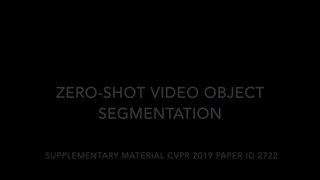 ZERO-SHOT VIDEO OBJECT
SEGMENTATION
SUPPLEMENTARY MATERIAL CVPR 2019 PAPER ID 2722